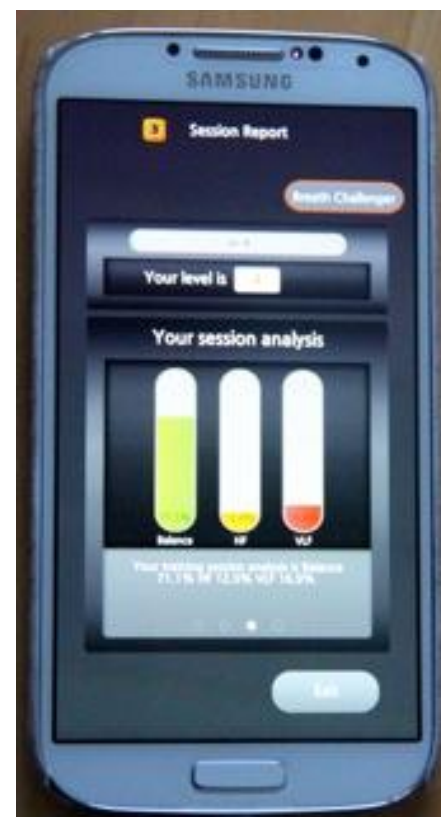 SAMSUNG
Session Report
Breath Challenger
Your level is
Your session analysis
Balance HF VLF
Your training session analysis is Balance
71.1% HF 12.5% VLF 16.5%
Exit